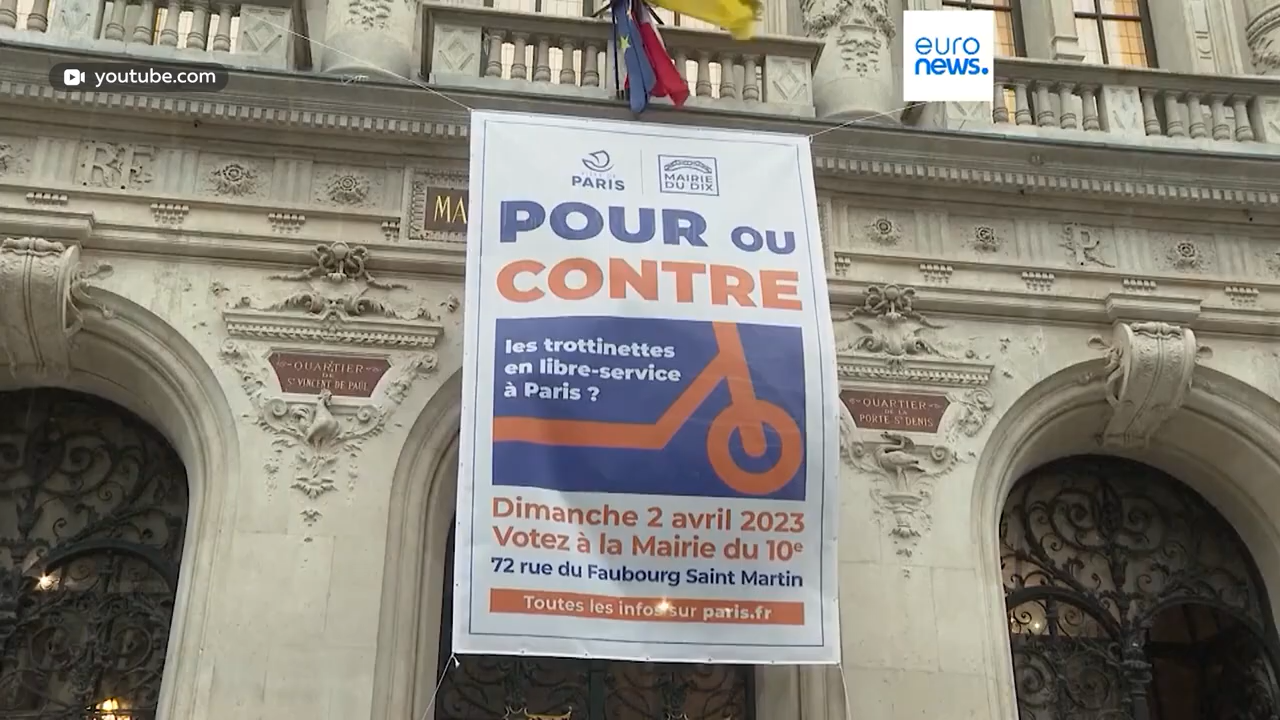 youtube.com
euro
news.
RF
MA
PARIS
MAIRIE
DU DIX
POUR OU
CONTRE
les trottinettes
en libre-service
à Paris ?
Dimanche 2 avril 2023
Votez à la Mairie du 10e
72 rue du Faubourg Saint Martin
Toutes les infos sur paris.fr
QUARTIER
DE
ST VINCENT DE PAUL
QUARTIER
DE LA
PORTE ST DENIS